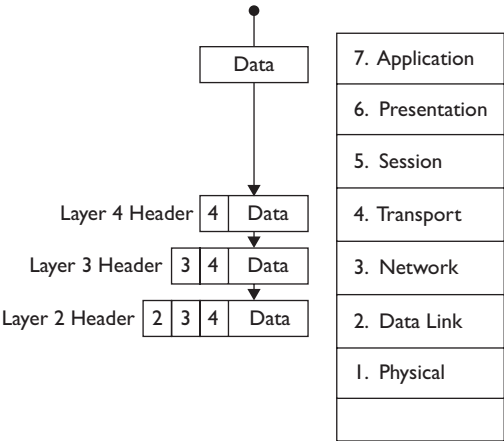 Data
7. Application
6. Presentation
5. Session
Layer 4 Header 4 Data
4. Transport
Layer 3 Header 3 4 Data
3. Network
Layer 2 Header 2 3 4 Data
2. Data Link
1. Physical